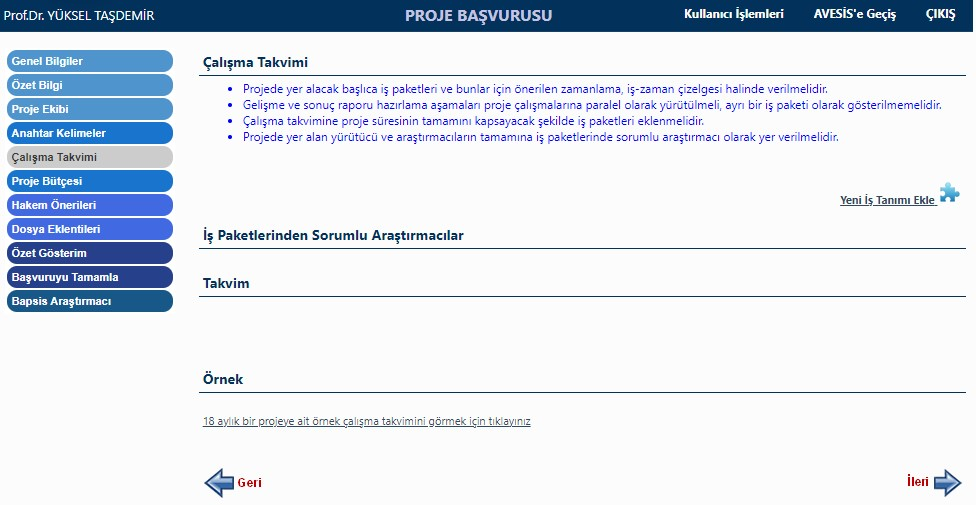 Prof.Dr. YÜKSEL TAŞDEMİR
PROJE BAŞVURUSU
Kullanıcı İşlemleri
AVESİS'e Geçiş
ÇIKIŞ
Genel Bilgiler
Özet Bilgi
Proje Ekibi
Anahtar Kelimeler
Çalışma Takvimi
Proje Bütçesi
Hakem Önerileri
Dosya Eklentileri
Özet Gösterim
Başvuruyu Tamamla
Bapsis Araştırmacı
Çalışma Takvimi
Projede yer alacak başlıca iş paketleri ve bunlar için önerilen zamanlama, iş-zaman çizelgesi halinde verilmelidir.
Gelişme ve sonuç raporu hazırlama aşamaları proje çalışmalarına paralel olarak yürütülmeli, ayrı bir iş paketi olarak gösterilmemelidir.
Çalışma takvimine proje süresinin tamamını kapsayacak şekilde iş paketleri eklenmelidir.
Projede yer alan yürütücü ve araştırmacıların tamamına iş paketlerinde sorumlu araştırmacı olarak yer verilmelidir.
Yeni İş Tanımı Ekle
İş Paketlerinden Sorumlu Araştırmacılar
Takvim
Örnek
18 aylık bir projeye ait örnek çalışma takvimini görmek için tıklayınız
Geri
İleri